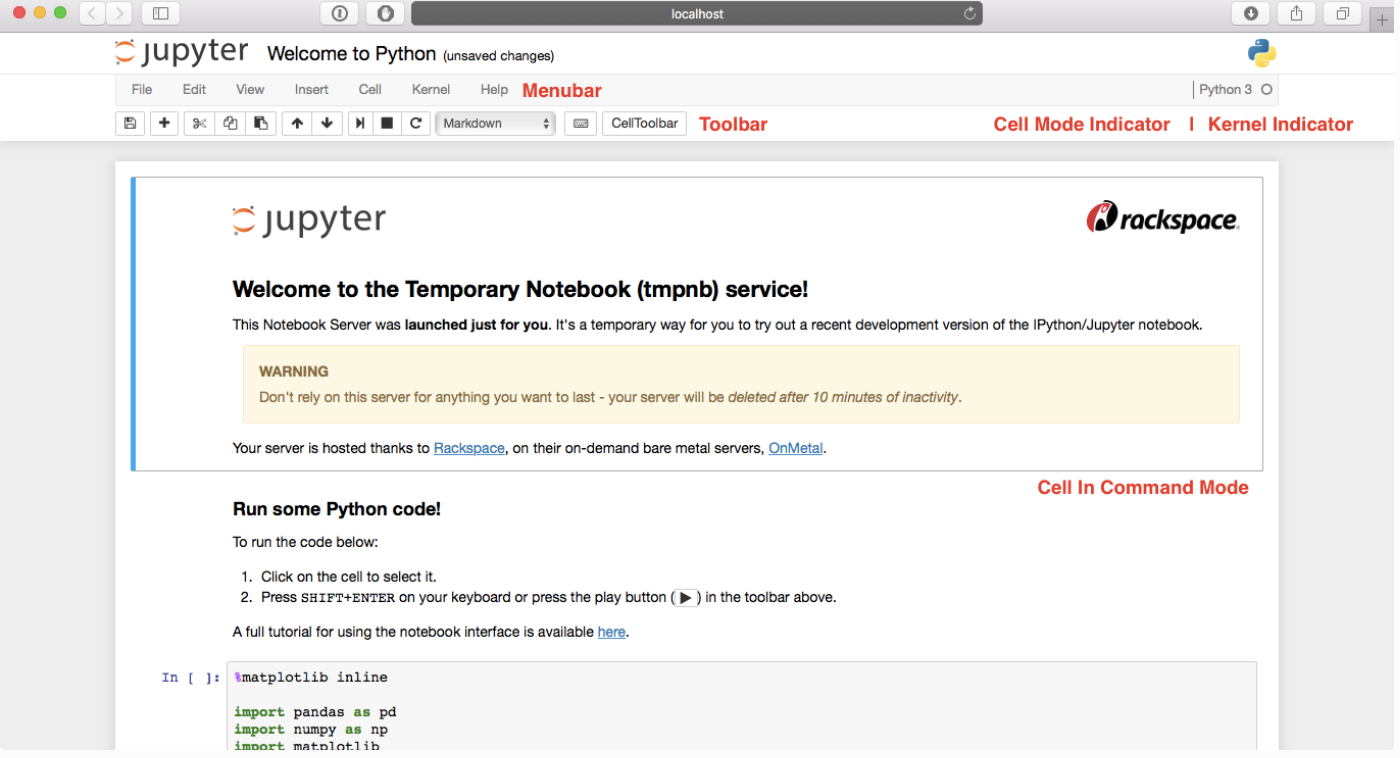 localhost
jupyter Welcome to Python (unsaved changes)
File Edit View Insert Cell Kernel Help Menubar Python 3
Markdown CellToolbar Toolbar Cell Mode Indicator | Kernel Indicator
jupyter rackspace.
Welcome to the Temporary Notebook (tmpnb) service!
This Notebook Server was launched just for you. It's a temporary way for you to try out a recent development version of the IPython/Jupyter notebook.
WARNING
Don't rely on this server for anything you want to last - your server will be deleted after 10 minutes of inactivity.
Your server is hosted thanks to Rackspace, on their on-demand bare metal servers, OnMetal.
Cell In Command Mode
Run some Python code!
To run the code below:
1. Click on the cell to select it.
2. Press SHIFT+ENTER on your keyboard or press the play button (▶) in the toolbar above.
A full tutorial for using the notebook interface is available here.
In [ ]: %matplotlib inline
import pandas as pd
import numpy as np
import matplotlib